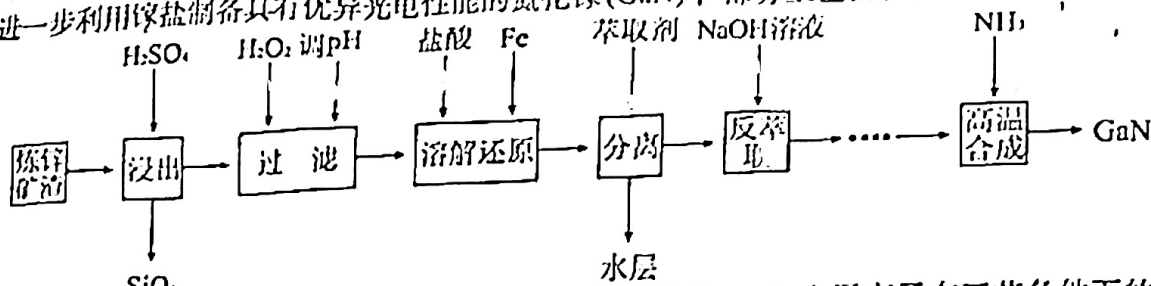 进一步利用镓盐制备具有优异光电性能的氮化镓(GaN)
H₂SO₄ H₂O₂ 调pH 盐酸 Fe 萃取剂 NaOH溶液 NH₃
炼锌矿渣 浸出 过滤 溶解还原 分离 反萃取 ···· 高温合成 GaN
SiO₂ 水层